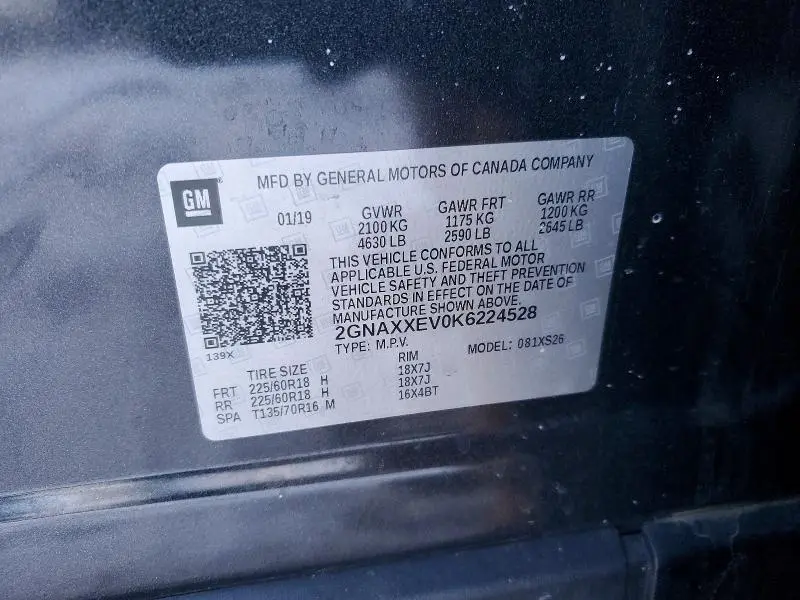 MFD BY GENERAL MOTORS OF CANADA COMPANY
GM
01/19 GVWR GAWR FRT GAWR RR
2100 KG 1175 KG 1200 KG
4630 LB 2590 LB 2645 LB
THIS VEHICLE CONFORMS TO ALL
APPLICABLE U.S. FEDERAL MOTOR
VEHICLE SAFETY AND THEFT PREVENTION
STANDARDS IN EFFECT ON THE DATE OF
MANUFACTURE SHOWN ABOVE.
2GNAXXEV0K6224528
TYPE: M.P.V. MODEL: 081XS26
139X
TIRE SIZE RIM
FRT 225/60R18 H 18X7J
RR 225/60R18 H 18X7J
SPA T135/70R16 M 16X4BT